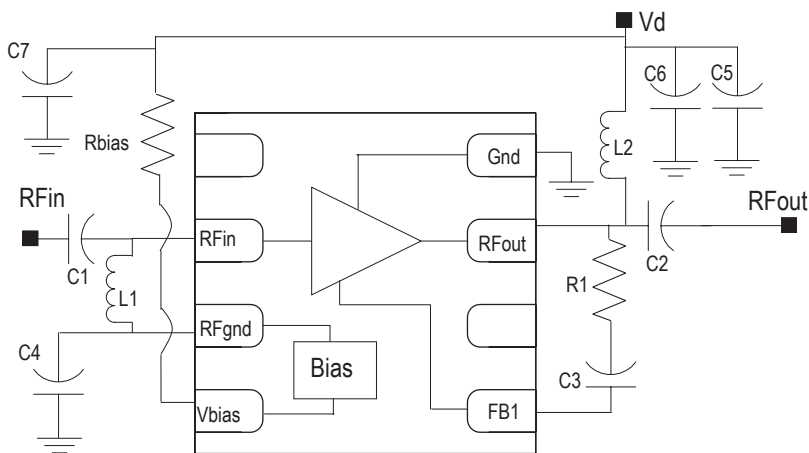 Vd
C7
C6
C5
Rbias
Gnd
L2
RFin
RFin
RFout
RFout
C1
C2
L1
R1
RFgnd
C4
Bias
C3
Vbias
FB1